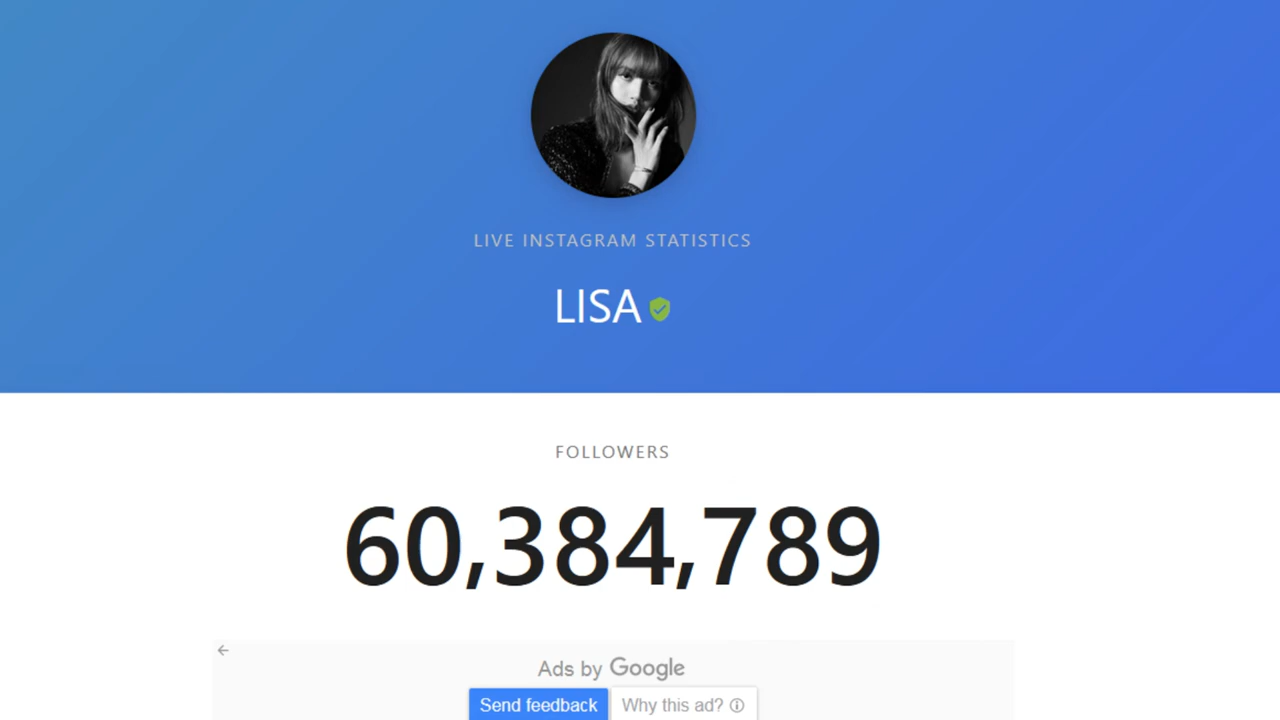 LIVE INSTAGRAM STATISTICS
LISA
FOLLOWERS
60,384,789
Ads by Google
Send feedback Why this ad?